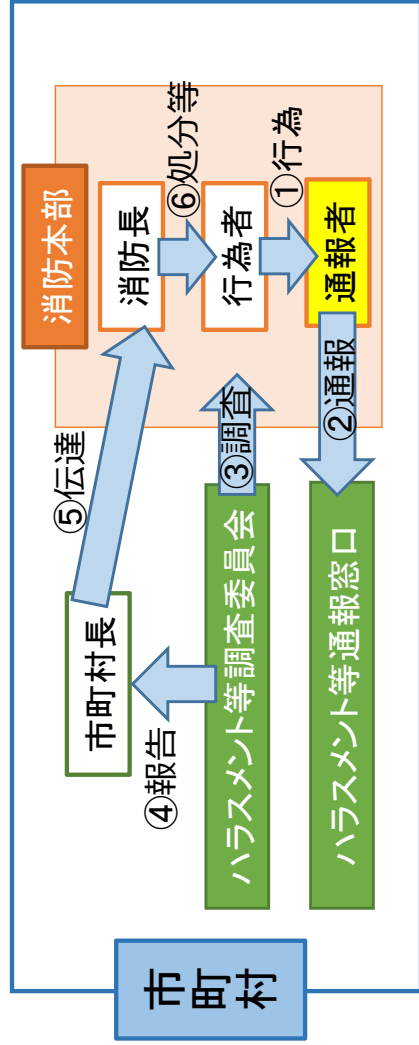 市町村
消防本部
市町村長
⑤伝達
消防長
⑥処分等
④報告
ハラスメント等調査委員会
③調査
行為者
①行為
ハラスメント等通報窓口
②通報
通報者